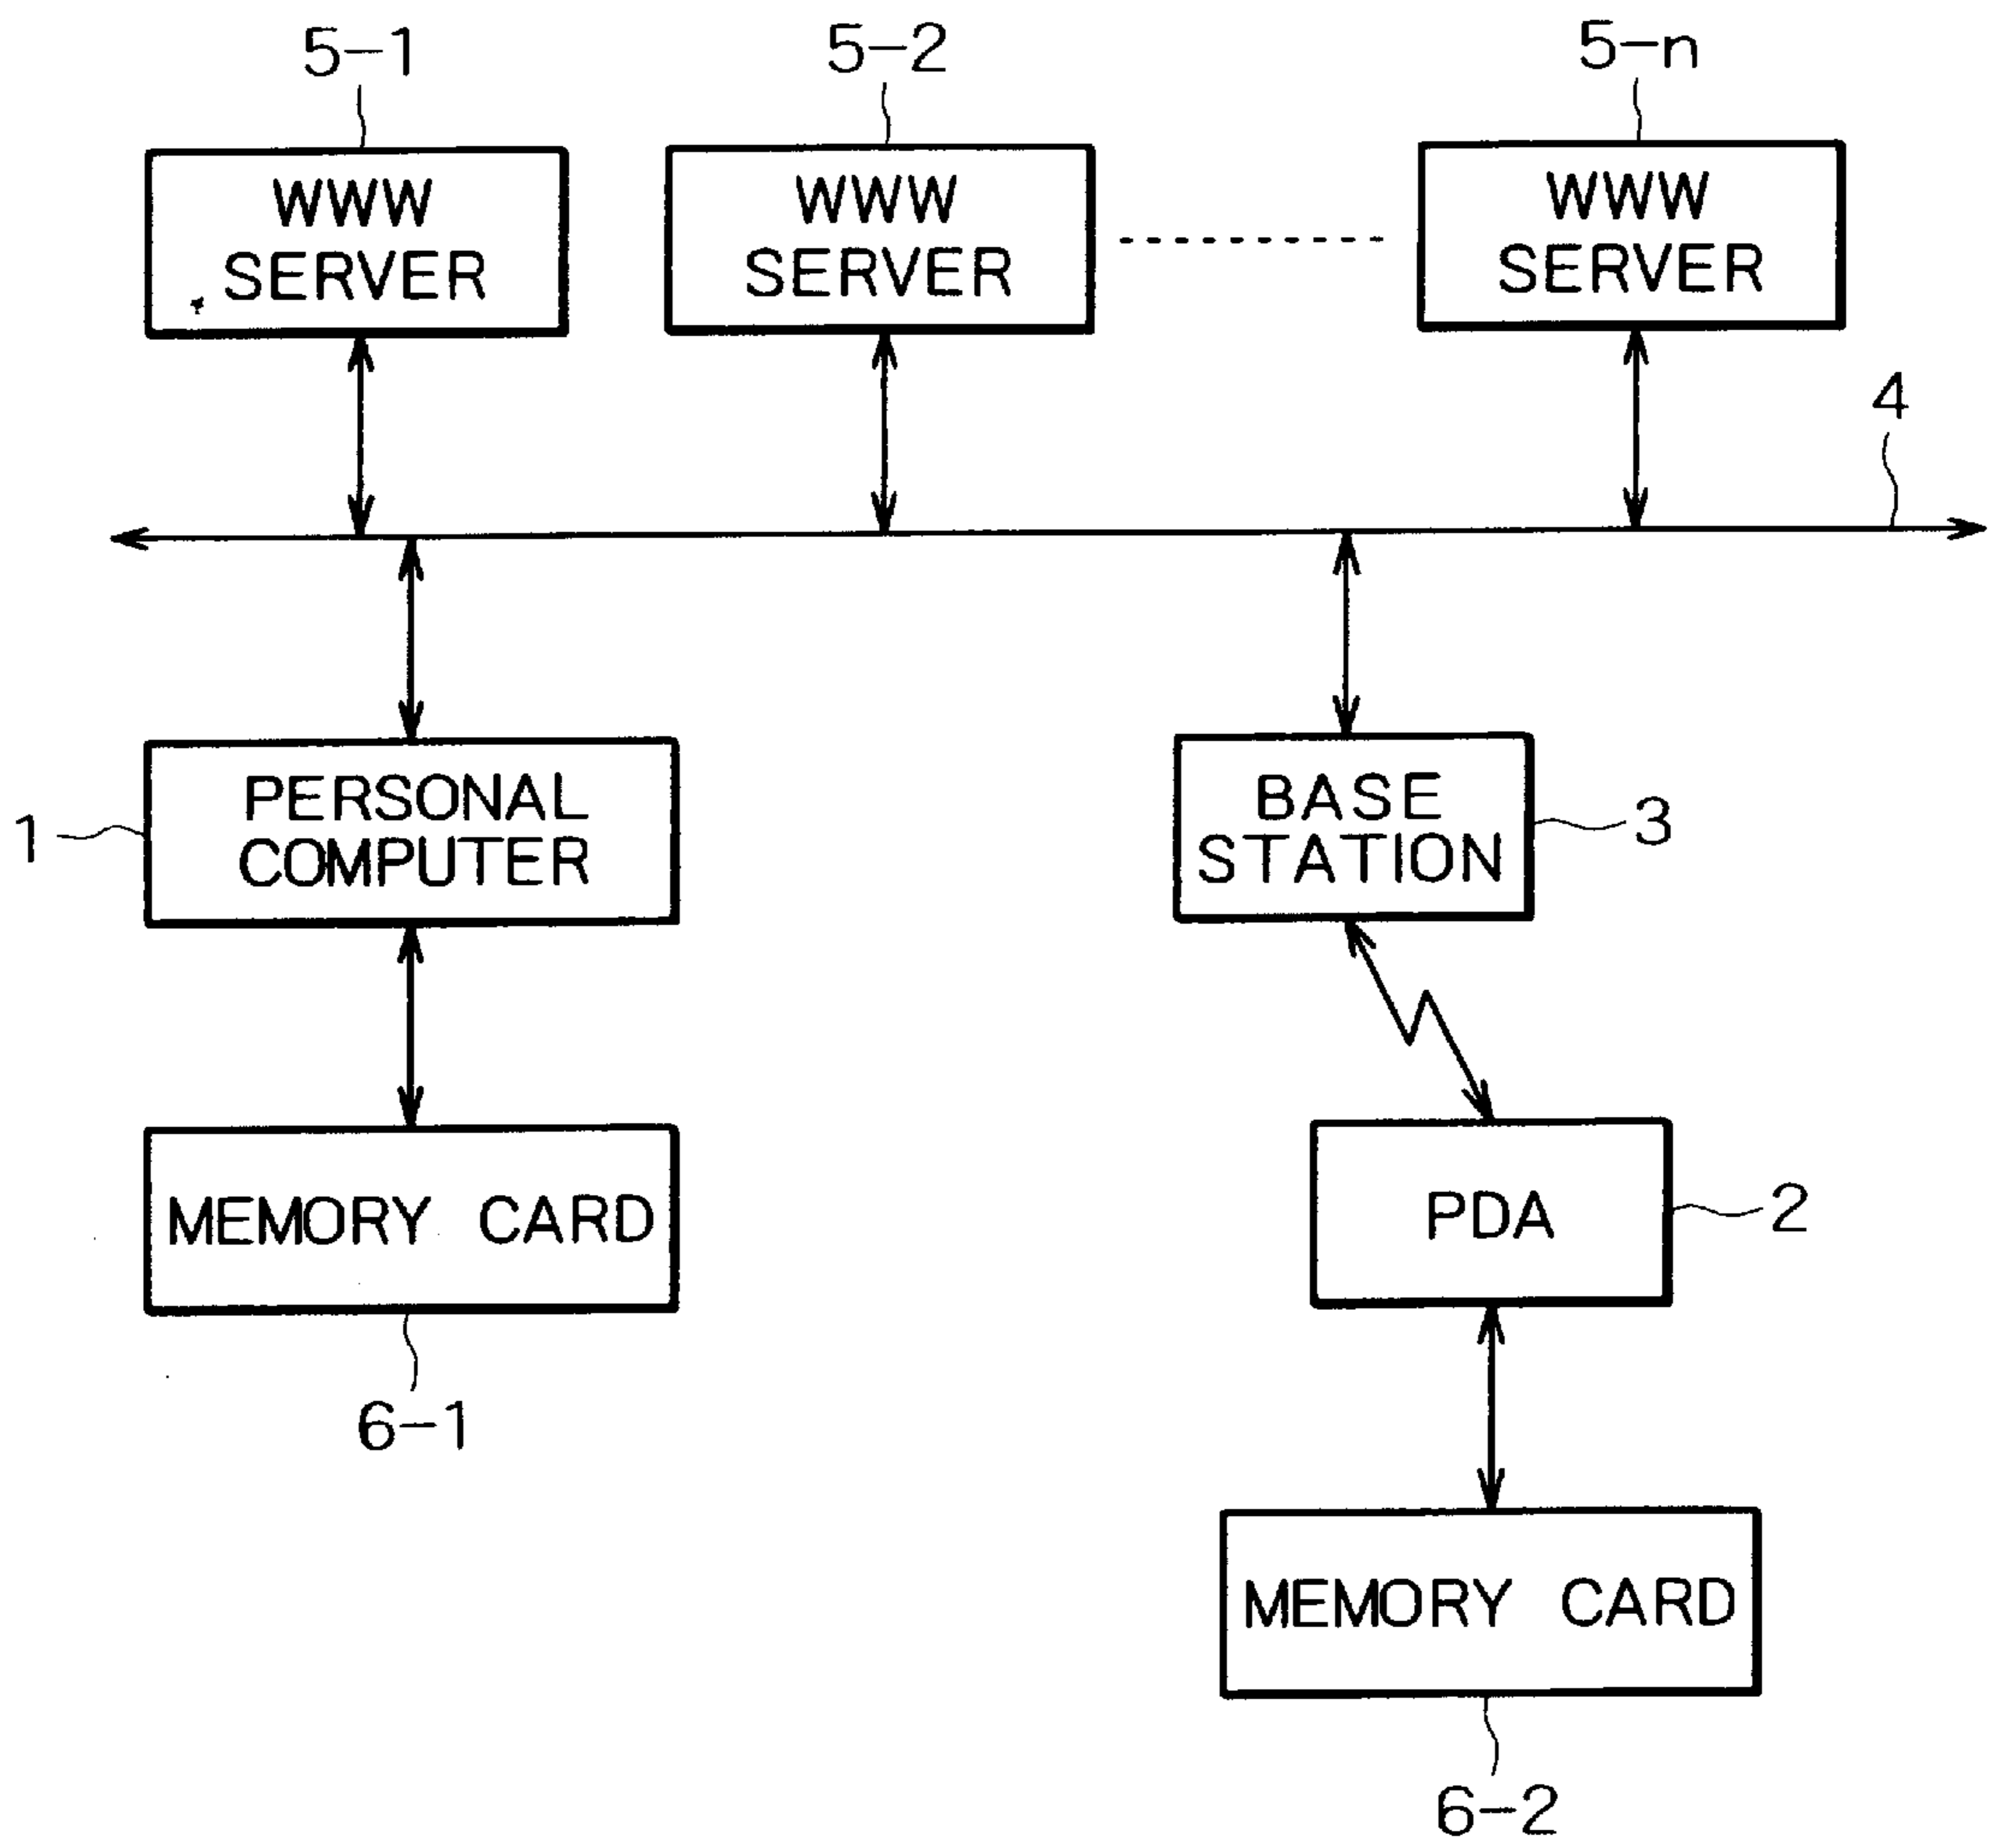 5-1
5-2
5-n
WWW
SERVER
WWW
SERVER
WWW
SERVER
4
PERSONAL
COMPUTER
1
BASE
STATION
3
MEMORY CARD
6-1
PDA
2
MEMORY CARD
6-2